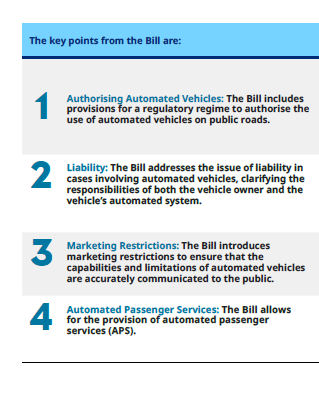 The key points from the Bill are:
1
Authorising Automated Vehicles: The Bill includes
provisions for a regulatory regime to authorise the
use of automated vehicles on public roads.
2
Liability: The Bill addresses the issue of liability in
cases involving automated vehicles, clarifying the
responsibilities of both the vehicle owner and the
vehicle's automated system.
3
Marketing Restrictions: The Bill introduces
marketing restrictions to ensure that the
capabilities and limitations of automated vehicles
are accurately communicated to the public.
4
Automated Passenger Services: The Bill allows
for the provision of automated passenger
services (APS).